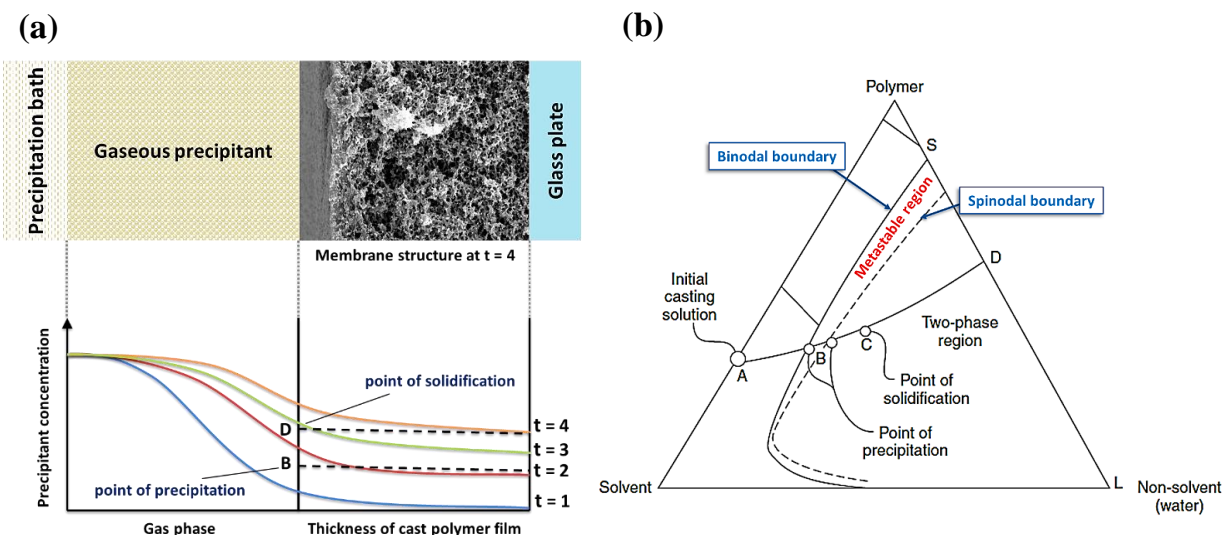 (a)
Precipitation bath
Gaseous precipitant
Glass plate
Membrane structure at t = 4
Precipitant concentration
point of solidification
D
B
point of precipitation
t = 4
t = 3
t = 2
t = 1
Gas phase
Thickness of cast polymer film
(b)
Polymer
S
Binodal boundary
Metastable region
Spinodal boundary
D
Initial
casting
solution
Two-phase
region
A
B
C
Point of
solidification
Point of
precipitation
Solvent
L
Non-solvent
(water)